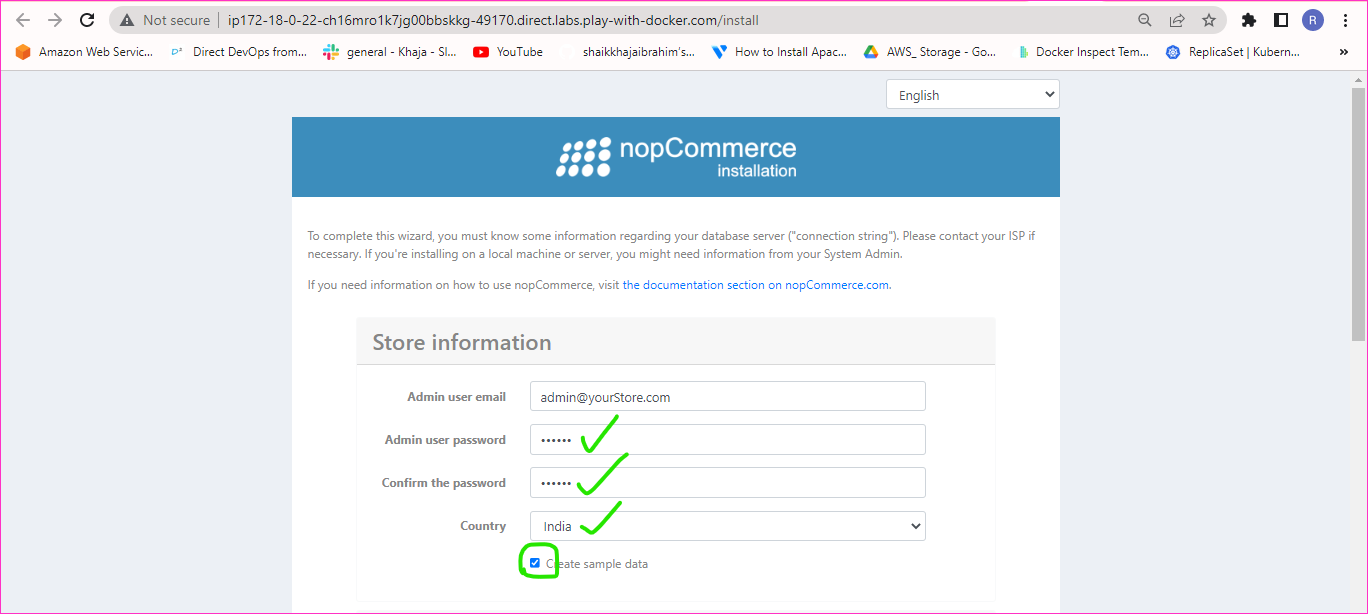 Not secure | ip172-18-0-22-ch16mro1k7jg00bbskkg-49170.direct.labs.play-with-docker.com/install
R
Amazon Web Servic... Direct DevOps from... general - Khaja - Sl... YouTube shaikkhajaibrahim's... How to Install Apac... AWS_ Storage - Go... Docker Inspect Tem... ReplicaSet | Kubern... »
English
nopCommerce
installation
To complete this wizard, you must know some information regarding your database server ("connection string"). Please contact your ISP if
necessary. If you're installing on a local machine or server, you might need information from your System Admin.
If you need information on how to use nopCommerce, visit the documentation section on nopCommerce.com.
Store information
Admin user email admin@yourStore.com
Admin user password ••••••
Confirm the password ••••••
Country India
Create sample data